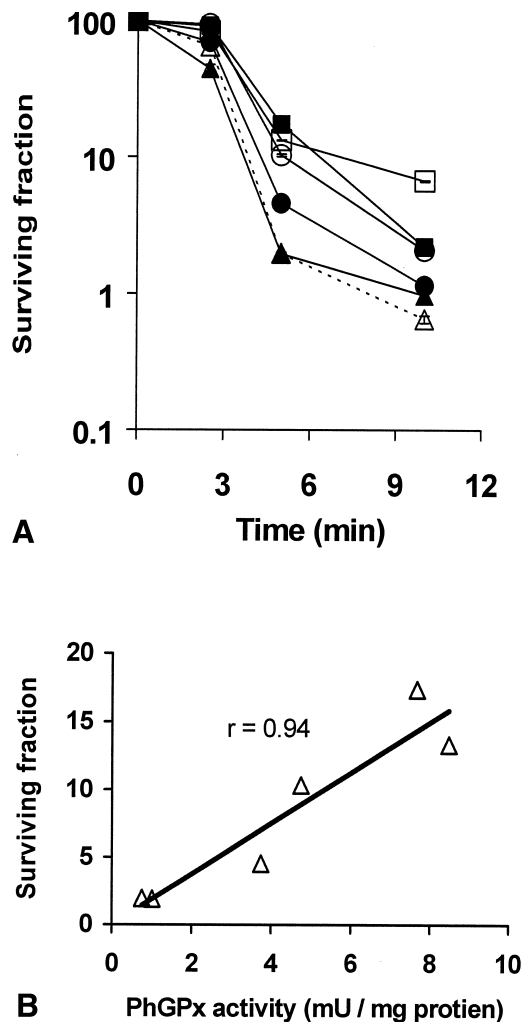 100
10
1
0.1
Surviving fraction
0 3 6 9 12
Time (min)
A
20
15
10
5
0
Surviving fraction
r = 0.94
0 2 4 6 8 10
PhGPx activity (mU / mg protien)
B